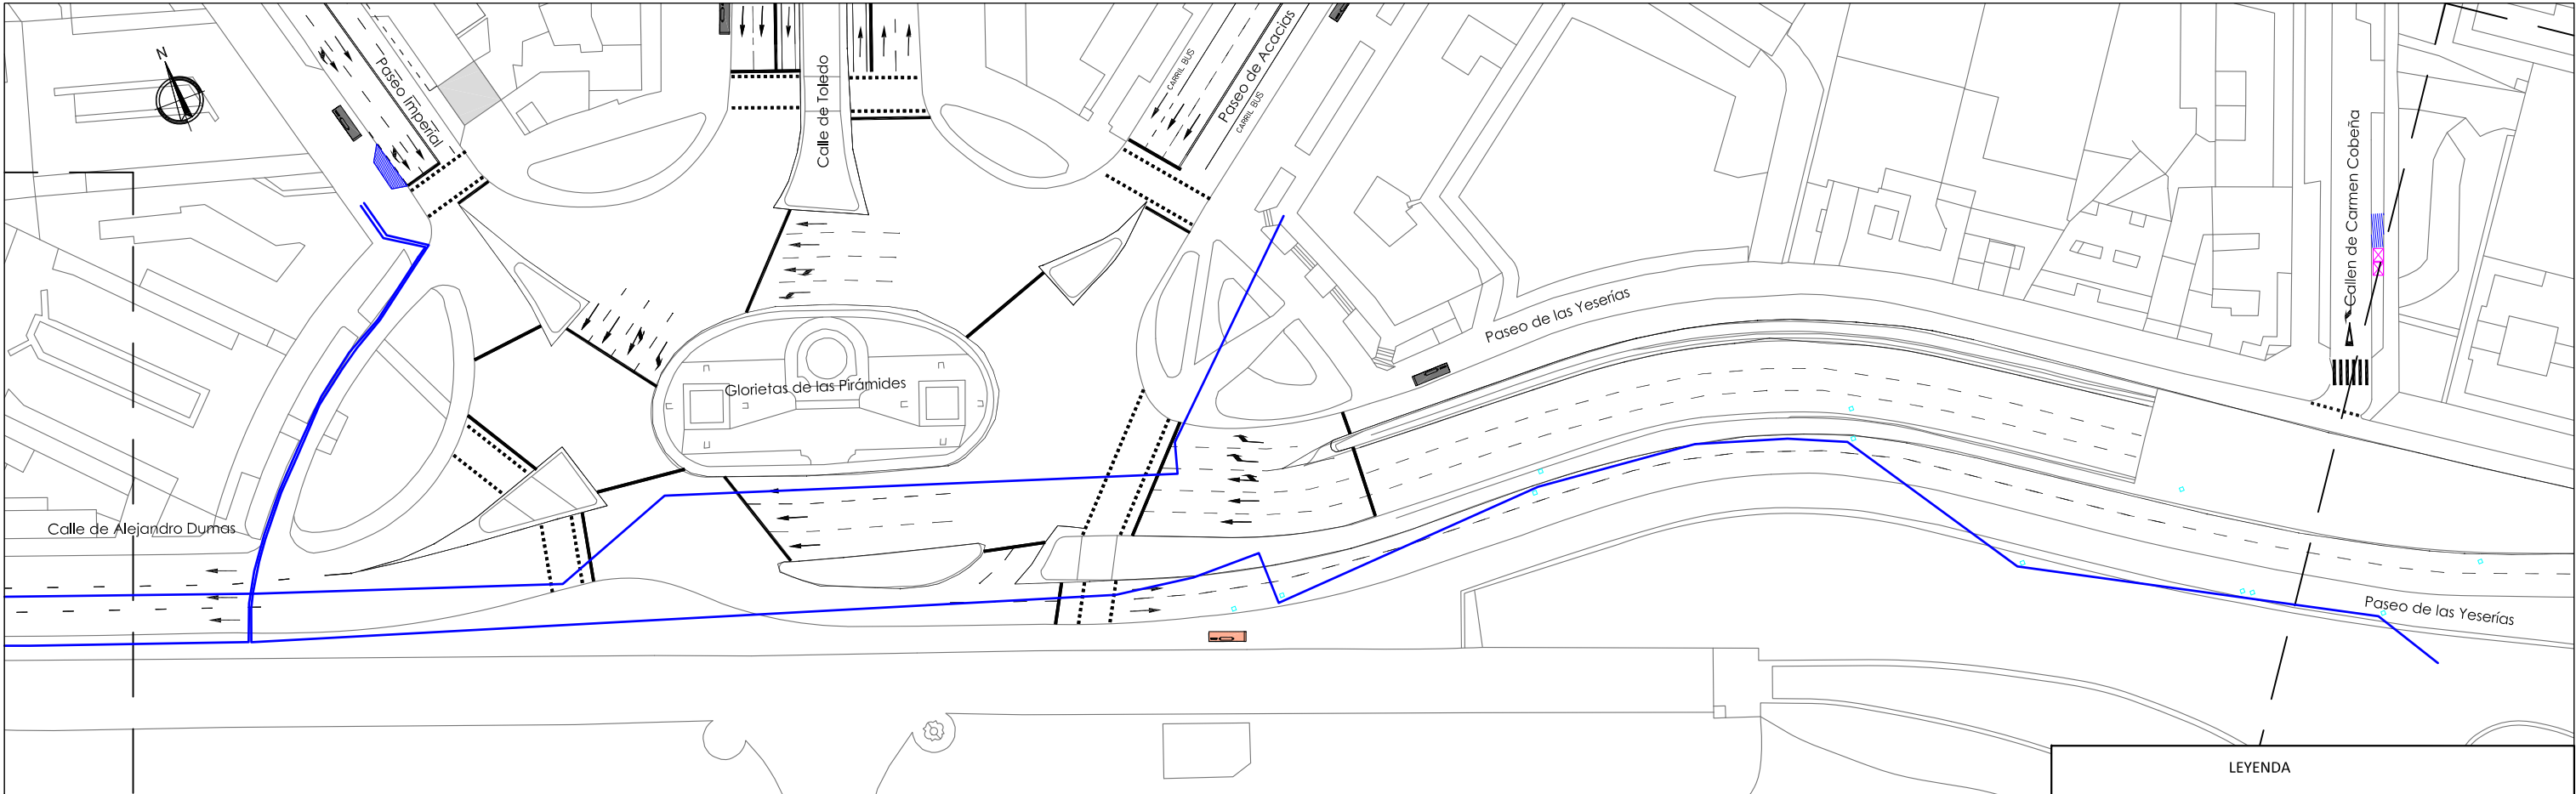 N
Paseo Imperial
Calle de Toledo
CARRIL BUS
Paseo de Acacias
CARRIL BUS
Callen de Carmen Cobeña
Paseo de las Yeserías
Glorietas de las Pirámides
Calle de Alejandro Dumas
Paseo de las Yeserías
LEYENDA